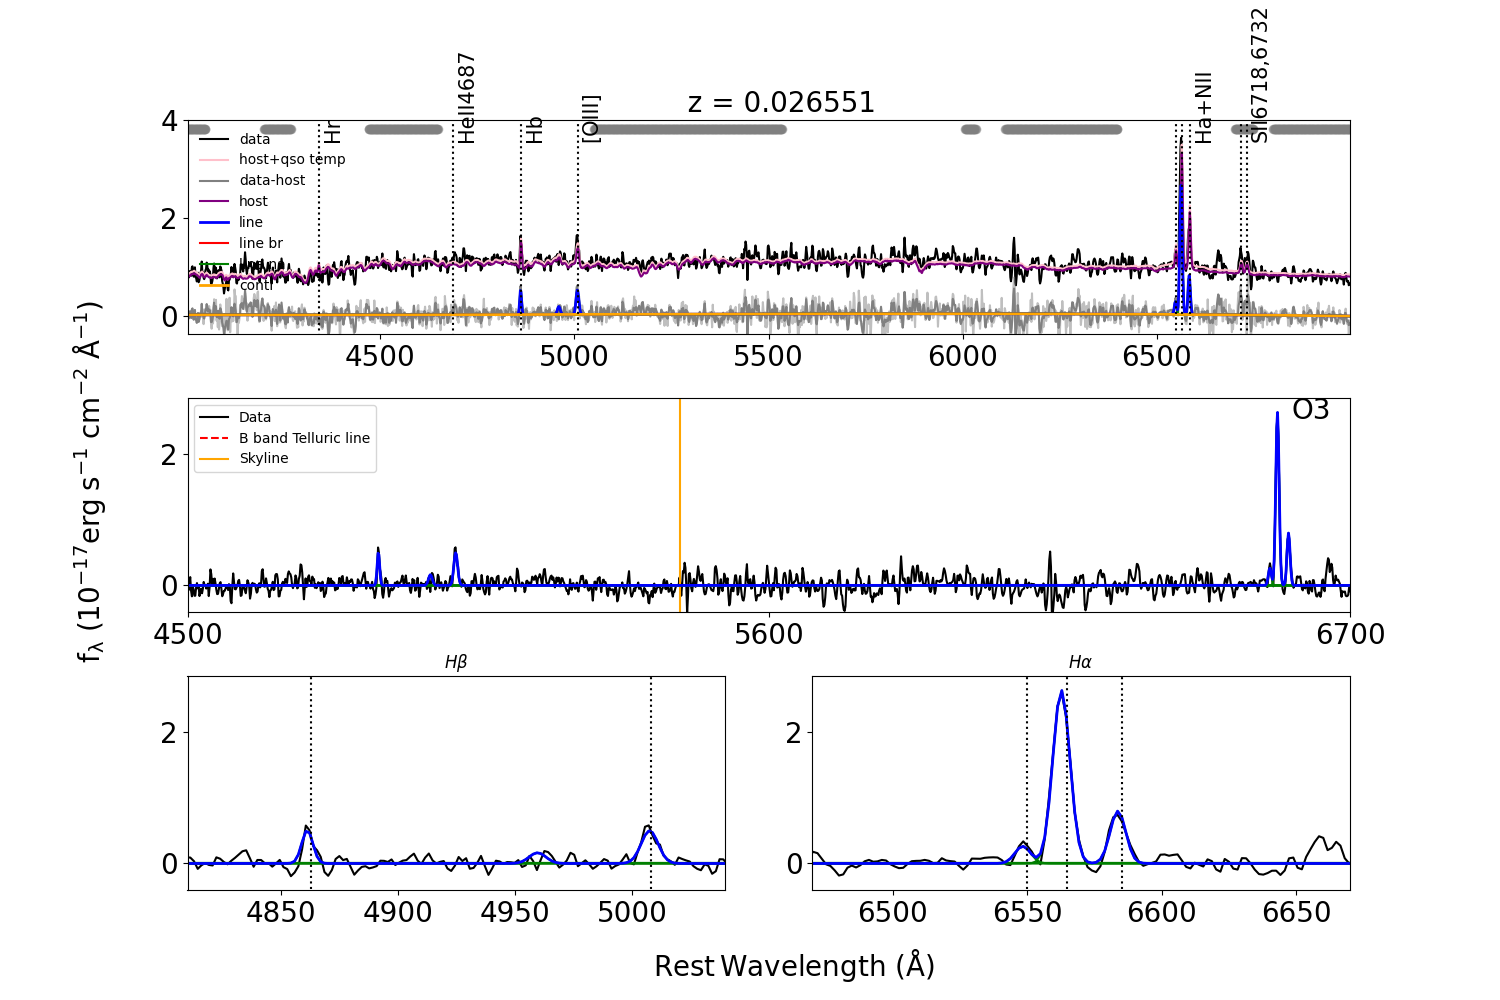 z = 0.026551
Hr
HeII4687
Hb
[OIII]
Ha+NII
SII6718,6732
4
2
0
data
host+qso temp
data-host
host
line
line br
conti
4500 5000 5500 6000 6500
fλ (10−17erg s−1 cm−2 Å−1)
2
0
Data
B band Telluric line
Skyline
O3
4500 5600 6700
Hβ
2
0
4850 4900 4950 5000
Hα
2
0
6500 6550 6600 6650
Rest Wavelength (Å)